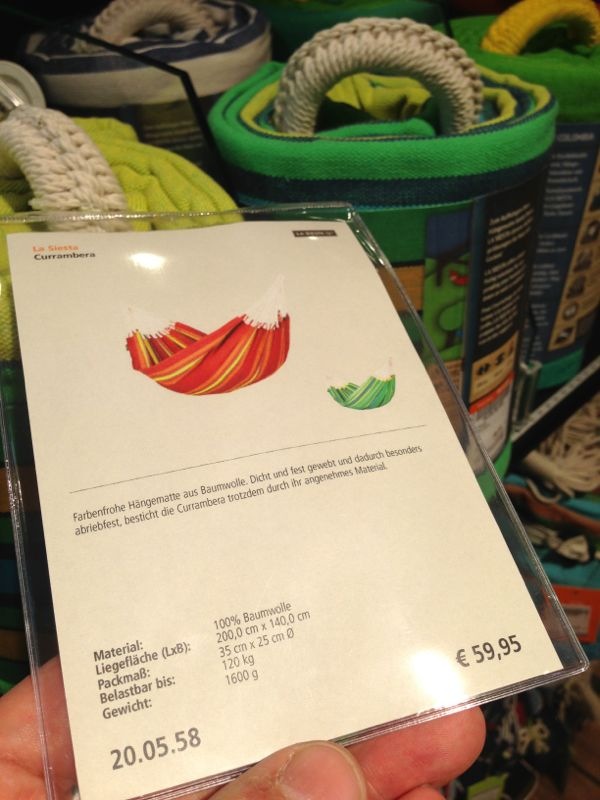 La Siesta
Currambera
Farbenfrohe Hängematte aus Baumwolle. Dicht und fest gewebt und dadurch besonders
abriebfest, besticht die Currambera trotzdem durch ihr angenehmes Material.
Material: 100% Baumwolle
Liegefläche (LxB): 200,0 cm x 140,0 cm
Packmaß: 35 cm x 25 cm Ø
Belastbar bis: 120 kg
Gewicht: 1600 g
€ 59,95
20.05.58